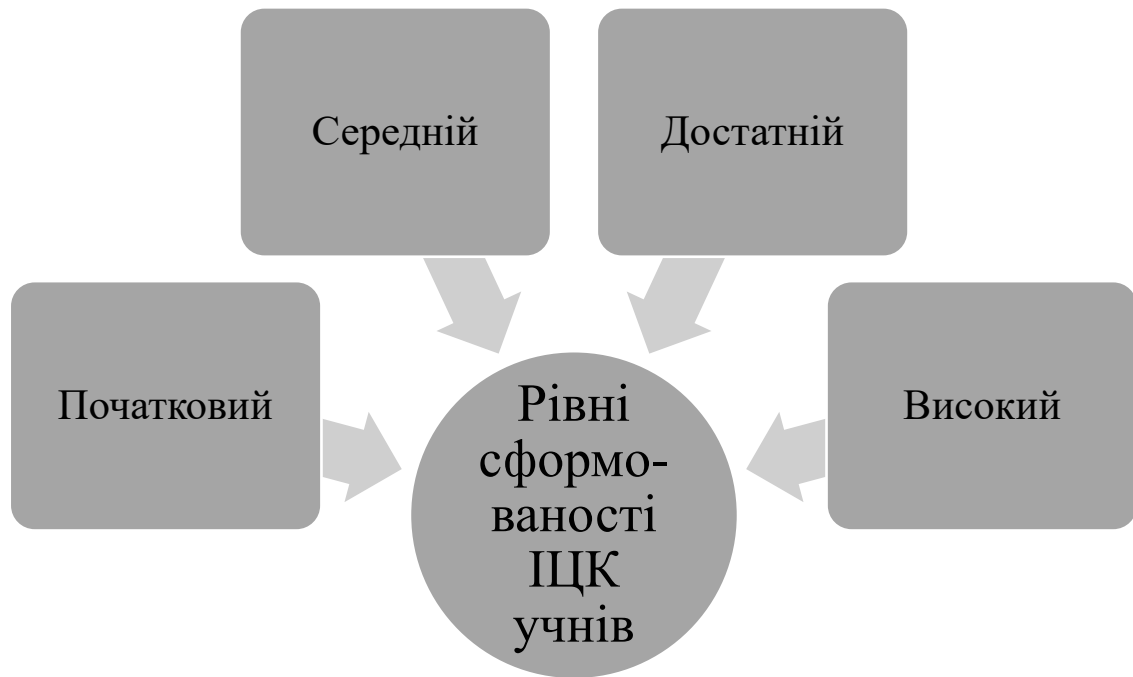 Середній
Достатній
Початковий
Високий
Рівні
сформо-
ваності
ІЦК
учнів